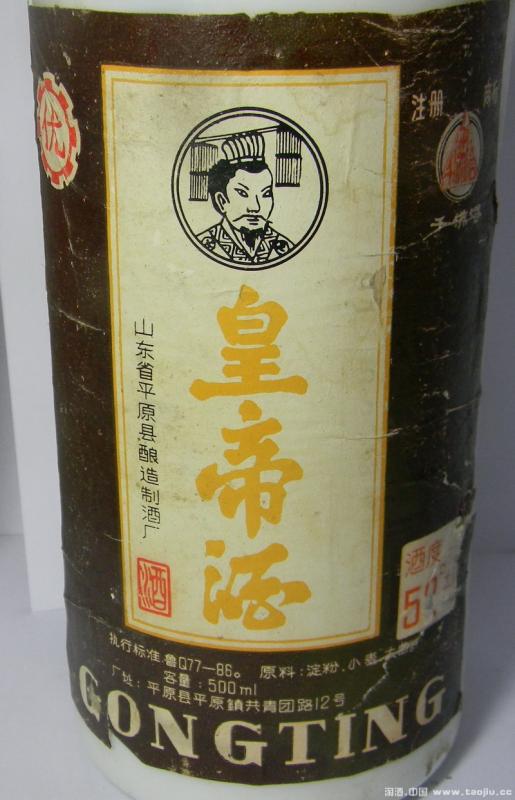 优
注册 商标
皇帝酒
山东省平原县酿造制酒厂
酒
酒度
执行标准.鲁Q77—86。 原料:淀粉.小麦.大
容量:500ml
厂址:平原县平原鎮共青团路12号
GONGTING
淘酒.中国 www.taojiu.cc